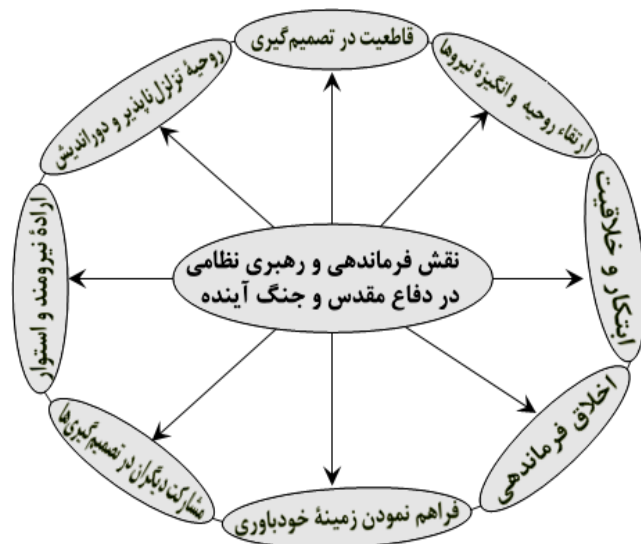 قاطعیت در تصمیم‌گیری
ارتقاء روحیه و انگیزهٔ نیروها
روحیهٔ تزلزل‌ناپذیر و دوراندیش
ابتکار و خلاقیت
نقش فرماندهی و رهبری نظامی
در دفاع مقدس و جنگ آینده
ارادهٔ نیرومند و استوار
اخلاق فرماندهی
مشارکت دیگران در تصمیم‌گیری‌ها
فراهم نمودن زمینهٔ خودباوری